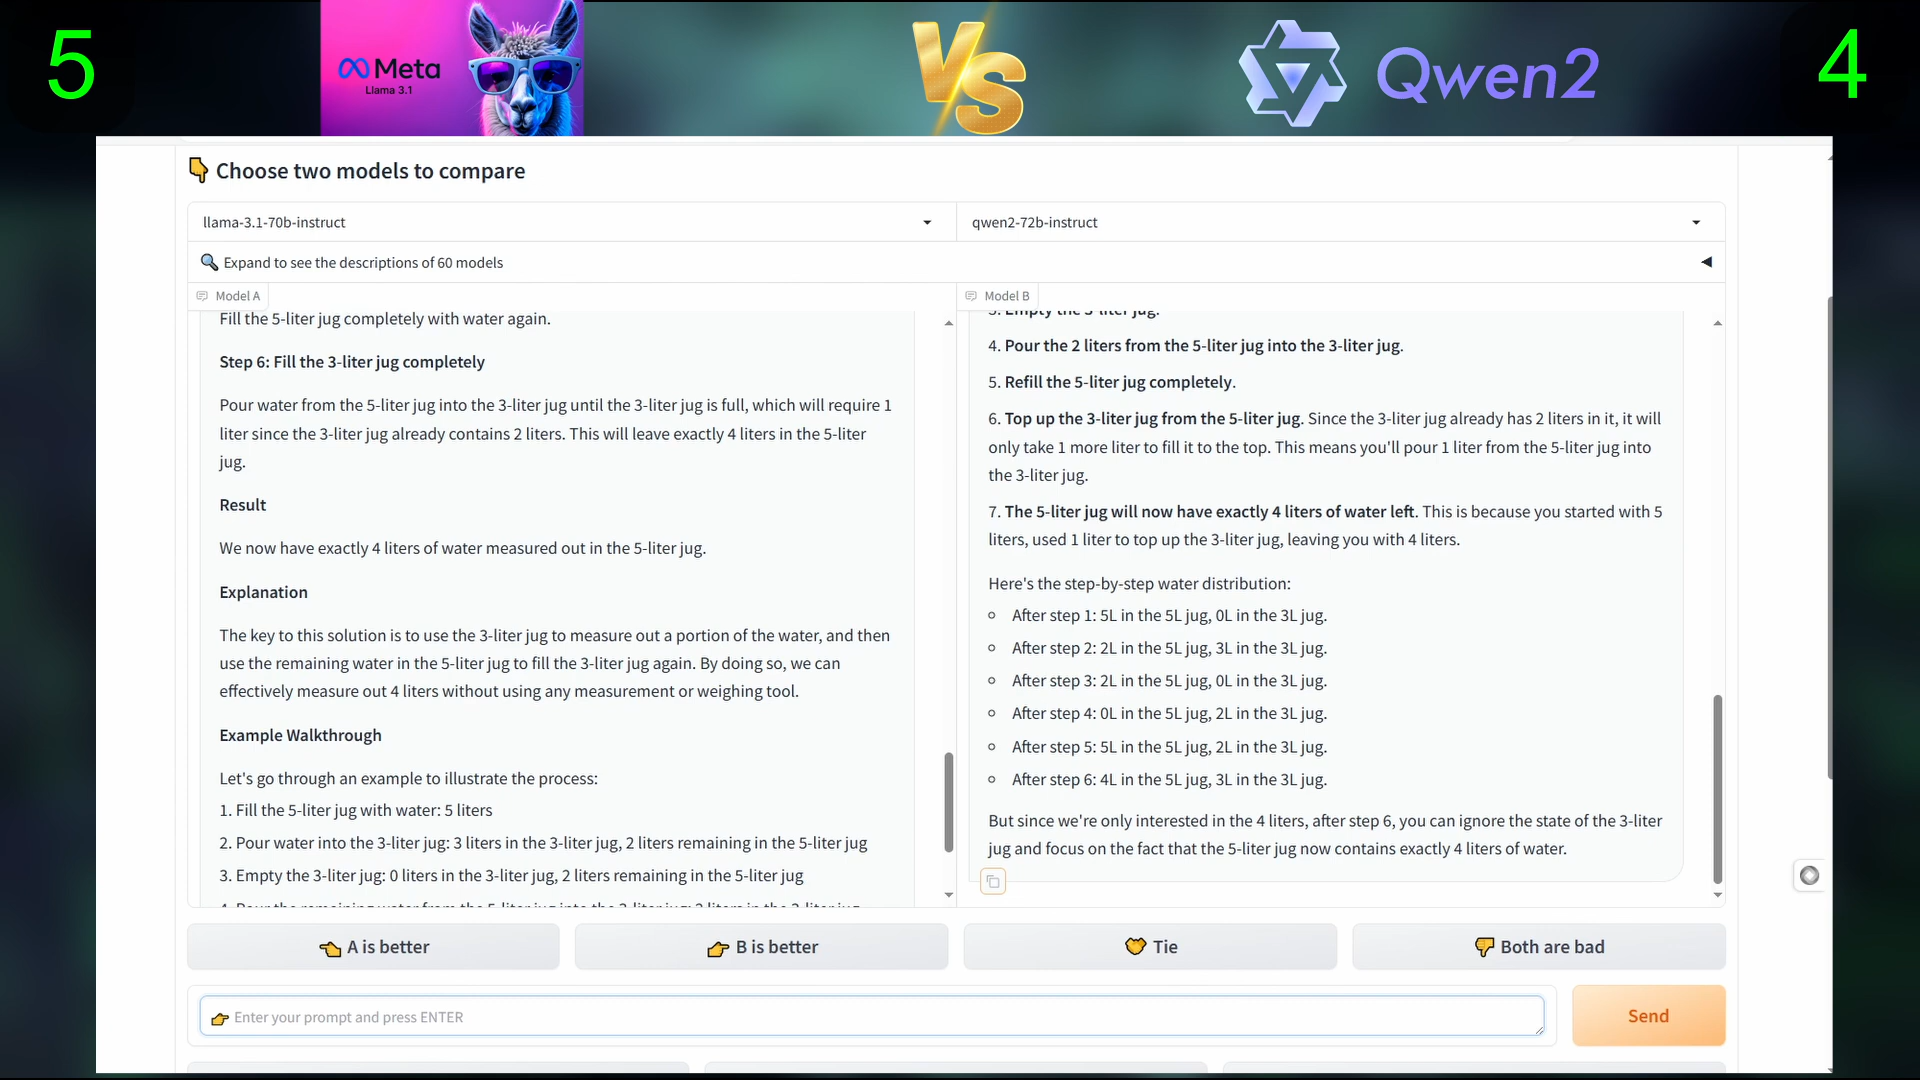 5
Meta
Llama 3.1
VS
Qwen2
4
Choose two models to compare
llama-3.1-70b-instruct
qwen2-72b-instruct
Expand to see the descriptions of 60 models
Model A
Fill the 5-liter jug completely with water again.
Step 6: Fill the 3-liter jug completely
Pour water from the 5-liter jug into the 3-liter jug until the 3-liter jug is full, which will require 1
liter since the 3-liter jug already contains 2 liters. This will leave exactly 4 liters in the 5-liter
jug.
Result
We now have exactly 4 liters of water measured out in the 5-liter jug.
Explanation
The key to this solution is to use the 3-liter jug to measure out a portion of the water, and then
use the remaining water in the 5-liter jug to fill the 3-liter jug again. By doing so, we can
effectively measure out 4 liters without using any measurement or weighing tool.
Example Walkthrough
Let's go through an example to illustrate the process:
1. Fill the 5-liter jug with water: 5 liters
2. Pour water into the 3-liter jug: 3 liters in the 3-liter jug, 2 liters remaining in the 5-liter jug
3. Empty the 3-liter jug: 0 liters in the 3-liter jug, 2 liters remaining in the 5-liter jug
Model B
3. Empty the 3-liter jug.
4. Pour the 2 liters from the 5-liter jug into the 3-liter jug.
5. Refill the 5-liter jug completely.
6. Top up the 3-liter jug from the 5-liter jug. Since the 3-liter jug already has 2 liters in it, it will
only take 1 more liter to fill it to the top. This means you'll pour 1 liter from the 5-liter jug into
the 3-liter jug.
7. The 5-liter jug will now have exactly 4 liters of water left. This is because you started with 5
liters, used 1 liter to top up the 3-liter jug, leaving you with 4 liters.
Here's the step-by-step water distribution:
After step 1: 5L in the 5L jug, 0L in the 3L jug.
After step 2: 2L in the 5L jug, 3L in the 3L jug.
After step 3: 2L in the 5L jug, 0L in the 3L jug.
After step 4: 0L in the 5L jug, 2L in the 3L jug.
After step 5: 5L in the 5L jug, 2L in the 3L jug.
After step 6: 4L in the 5L jug, 3L in the 3L jug.
But since we're only interested in the 4 liters, after step 6, you can ignore the state of the 3-liter
jug and focus on the fact that the 5-liter jug now contains exactly 4 liters of water.
A is better
B is better
Tie
Both are bad
Enter your prompt and press ENTER
Send